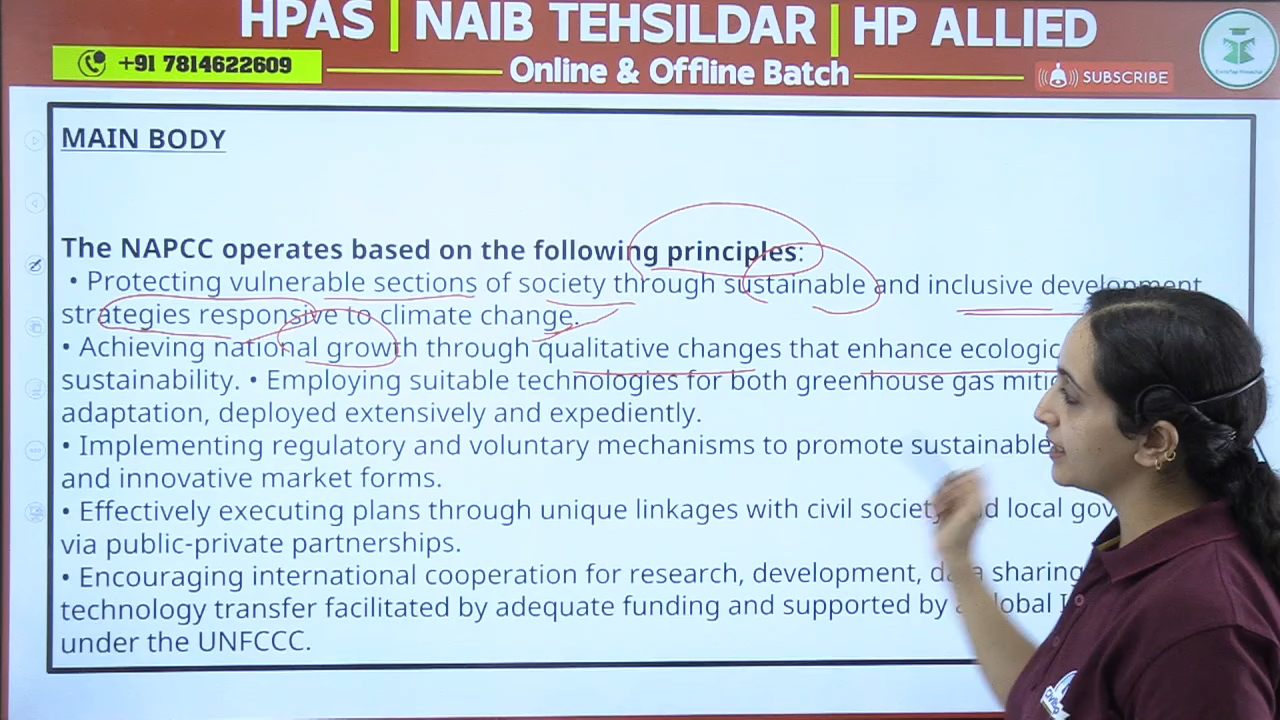 HPAS | NAIB TEHSILDAR | HP ALLIED
+91 7814622609
Online & Offline Batch
SUBSCRIBE
MAIN BODY
The NAPCC operates based on the following principles:
• Protecting vulnerable sections of society through sustainable and inclusive development
strategies responsive to climate change.
• Achieving national growth through qualitative changes that enhance
sustainability. • Employing suitable technologies for both greenhouse gas
adaptation, deployed extensively and expediently.
• Implementing regulatory and voluntary mechanisms to promote sustainable
and innovative market forms.
• Effectively executing plans through unique linkages with civil society and local
via public-private partnerships.
• Encouraging international cooperation for research, development, data sharing
technology transfer facilitated by adequate funding and supported by a global
under the UNFCCC.